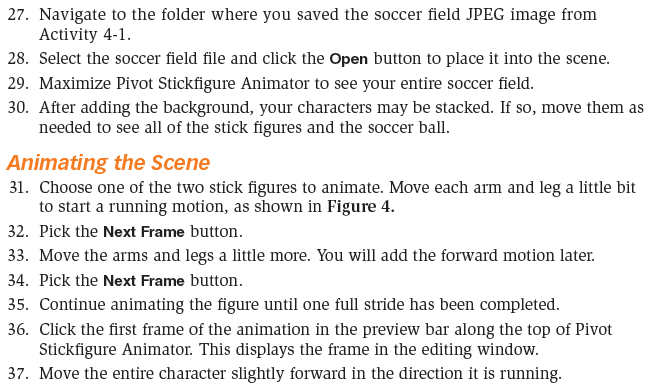 27. Navigate to the folder where you saved the soccer field JPEG image from
Activity 4-1.
28. Select the soccer field file and click the Open button to place it into the scene.
29. Maximize Pivot Stickfigure Animator to see your entire soccer field.
30. After adding the background, your characters may be stacked. If so, move them as
needed to see all of the stick figures and the soccer ball.
Animating the Scene
31. Choose one of the two stick figures to animate. Move each arm and leg a little bit
to start a running motion, as shown in Figure 4.
32. Pick the Next Frame button.
33. Move the arms and legs a little more. You will add the forward motion later.
34. Pick the Next Frame button.
35. Continue animating the figure until one full stride has been completed.
36. Click the first frame of the animation in the preview bar along the top of Pivot
Stickfigure Animator. This displays the frame in the editing window.
37. Move the entire character slightly forward in the direction it is running.